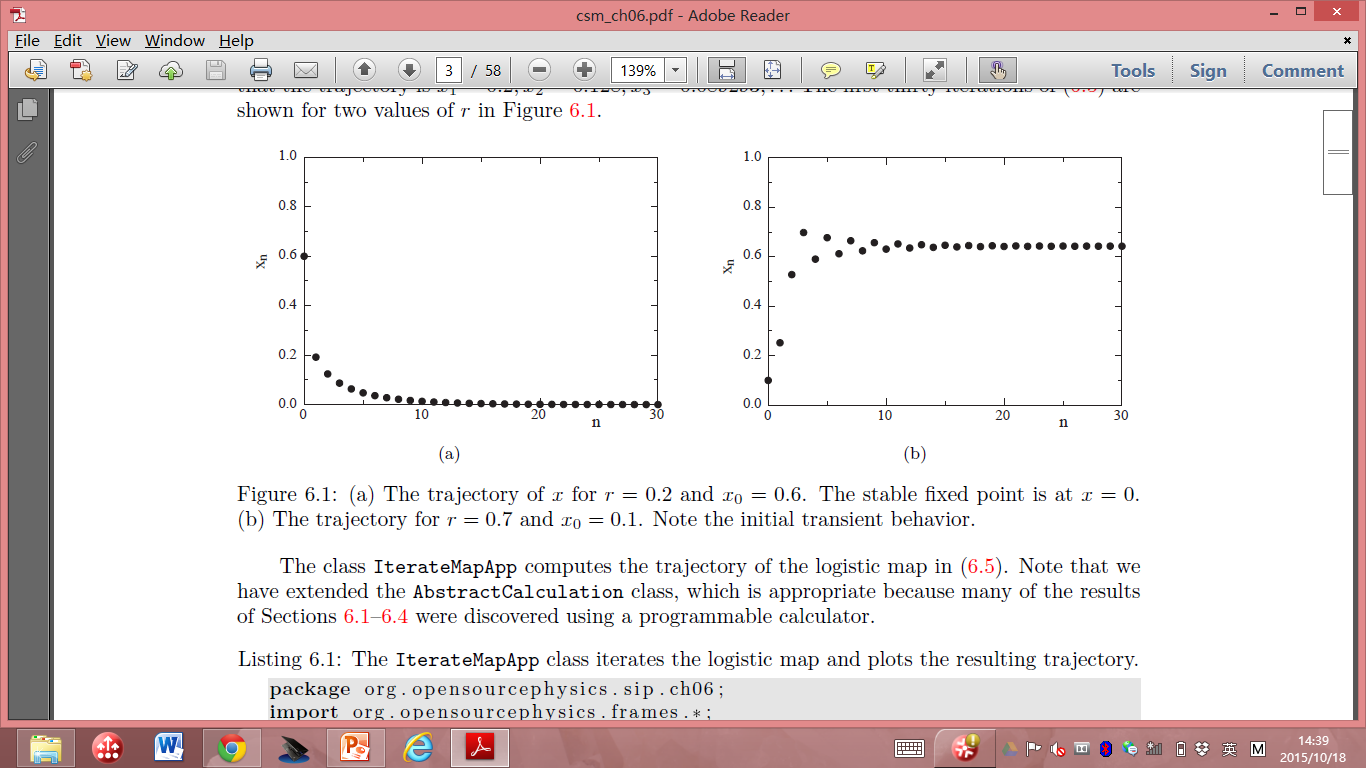 csm_ch06.pdf - Adobe Reader
File Edit View Window Help
3 / 58 139% Tools Sign Comment
shown for two values of r in Figure 6.1.
1.0
0.8
0.6
0.4
0.2
0.0
xn
0 10 20 30
n
(a)
1.0
0.8
0.6
0.4
0.2
0.0
xn
0 10 20 30
n
(b)
Figure 6.1: (a) The trajectory of x for r = 0.2 and x0 = 0.6. The stable fixed point is at x = 0.
(b) The trajectory for r = 0.7 and x0 = 0.1. Note the initial transient behavior.
The class IterateMapApp computes the trajectory of the logistic map in (6.5). Note that we
have extended the AbstractCalculation class, which is appropriate because many of the results
of Sections 6.1–6.4 were discovered using a programmable calculator.
Listing 6.1: The IterateMapApp class iterates the logistic map and plots the resulting trajectory.
package org.opensourcephysics.sip.ch06;
import org.opensourcephysics.frames.*;
英 M 14:39
2015/10/18